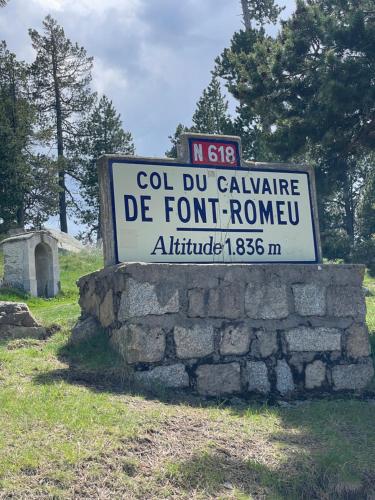 N 618
COL DU CALVAIRE
DE FONT-ROMEU
Altitude 1.836 m